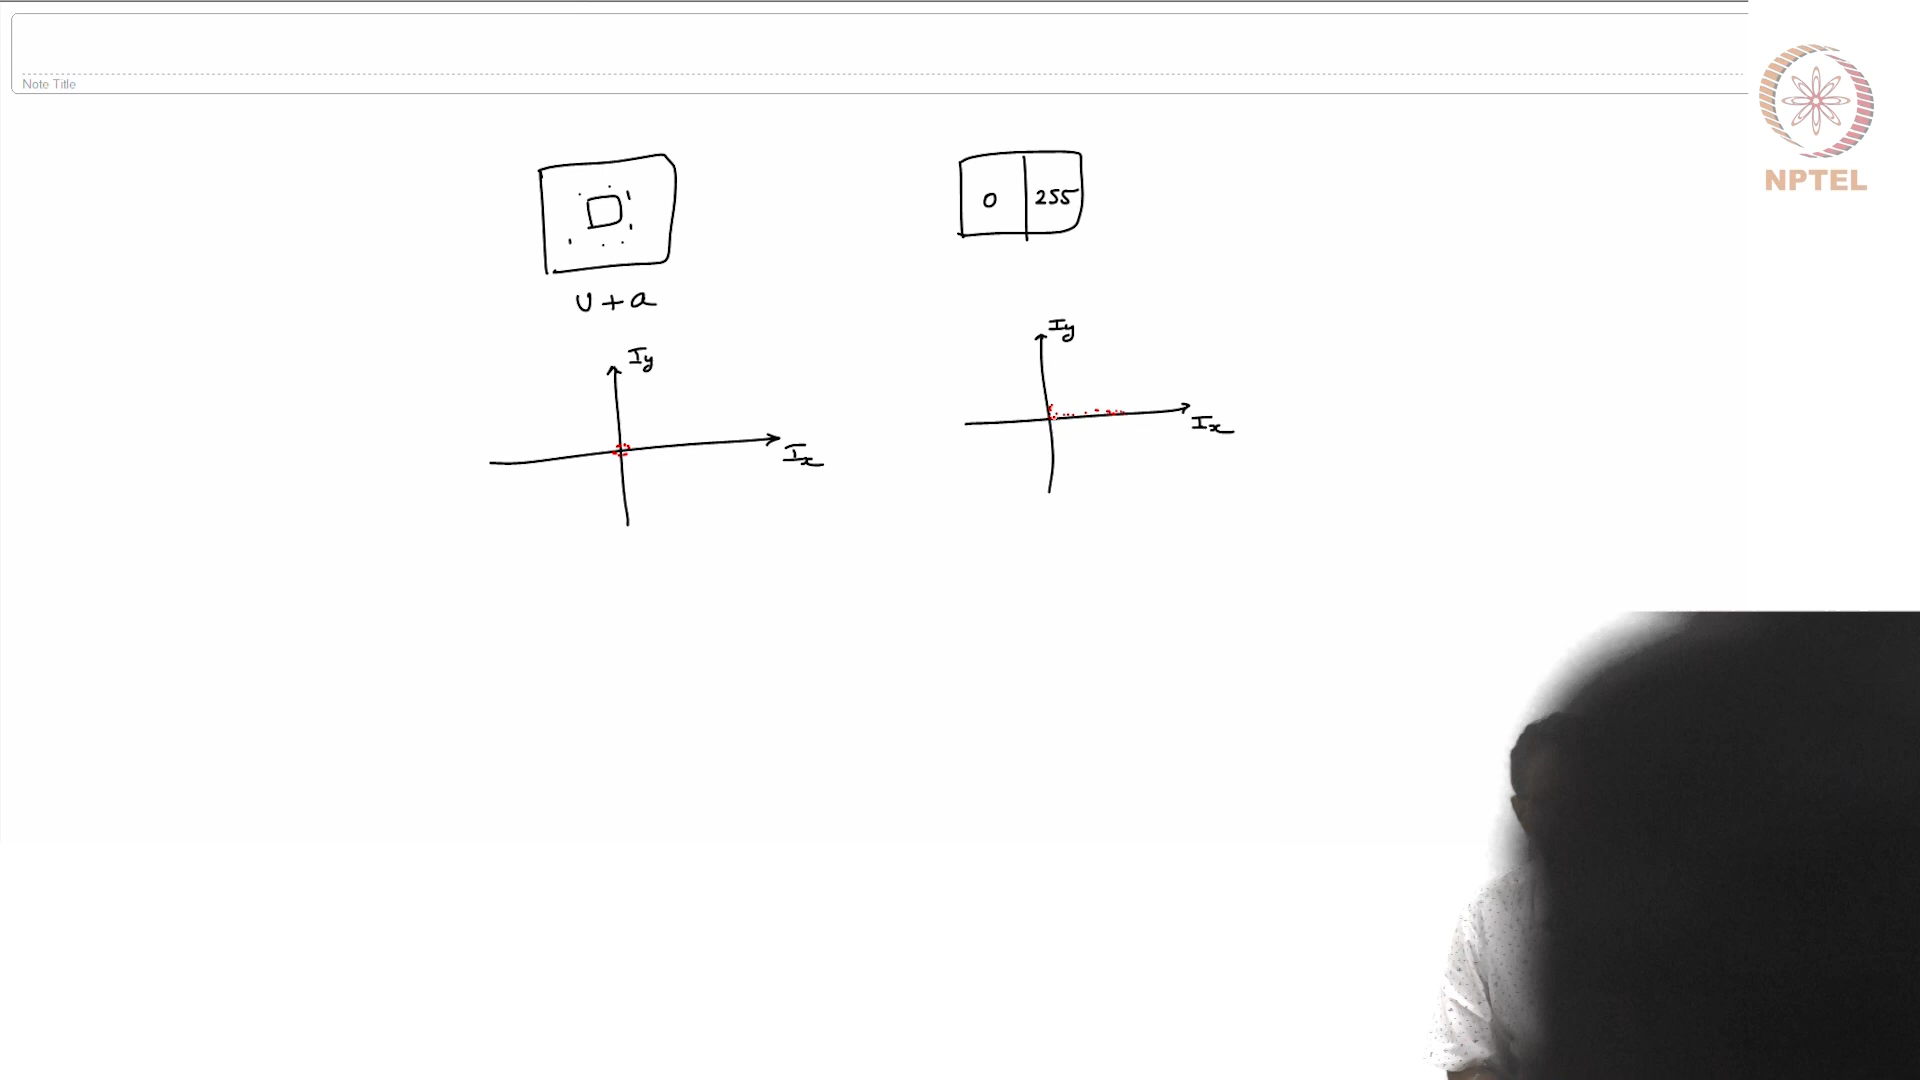 Note Title
NPTEL
0 255
U + a
Iy
Ix
Iy
Ix